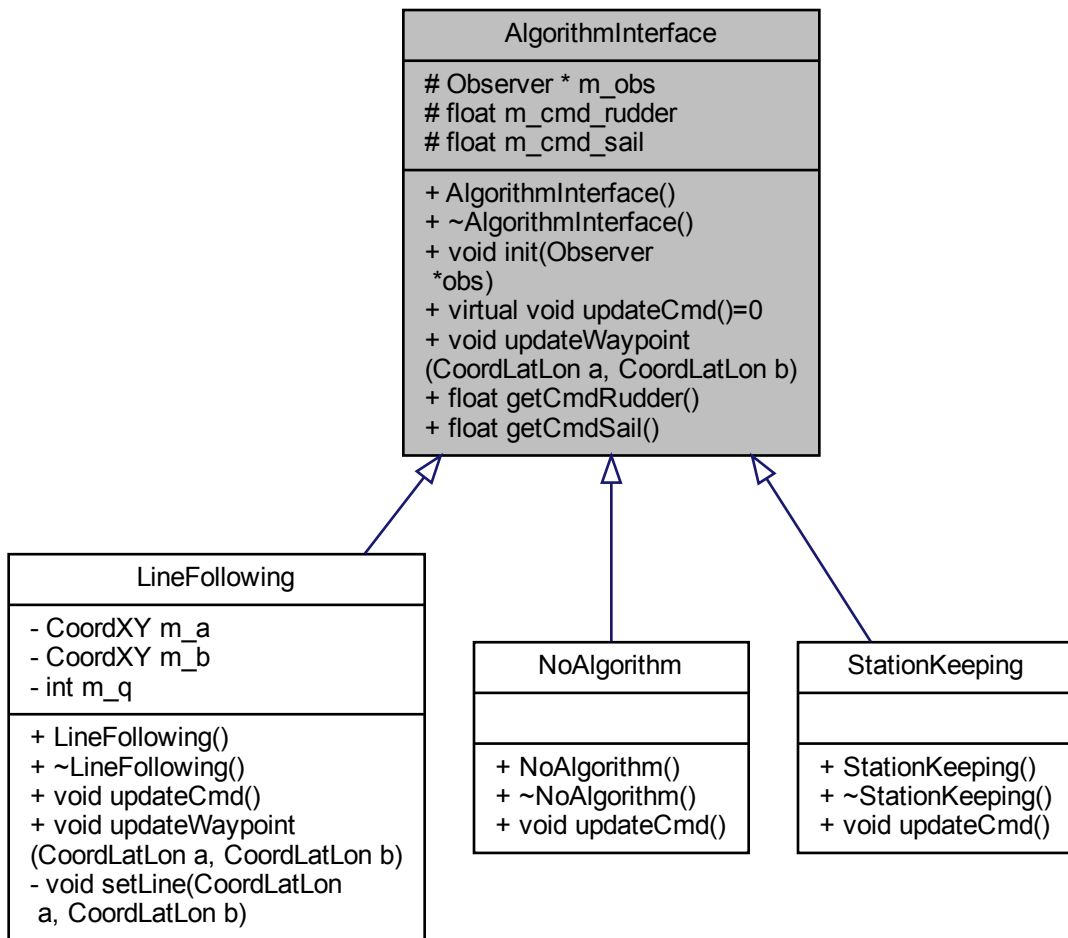 AlgorithmInterface
# Observer * m_obs
# float m_cmd_rudder
# float m_cmd_sail
+ AlgorithmInterface()
+ ~AlgorithmInterface()
+ void init(Observer
*obs)
+ virtual void updateCmd()=0
+ void updateWaypoint
(CoordLatLon a, CoordLatLon b)
+ float getCmdRudder()
+ float getCmdSail()
LineFollowing
- CoordXY m_a
- CoordXY m_b
- int m_q
+ LineFollowing()
+ ~LineFollowing()
+ void updateCmd()
+ void updateWaypoint
(CoordLatLon a, CoordLatLon b)
- void setLine(CoordLatLon
a, CoordLatLon b)
NoAlgorithm
+ NoAlgorithm()
+ ~NoAlgorithm()
+ void updateCmd()
StationKeeping
+ StationKeeping()
+ ~StationKeeping()
+ void updateCmd()